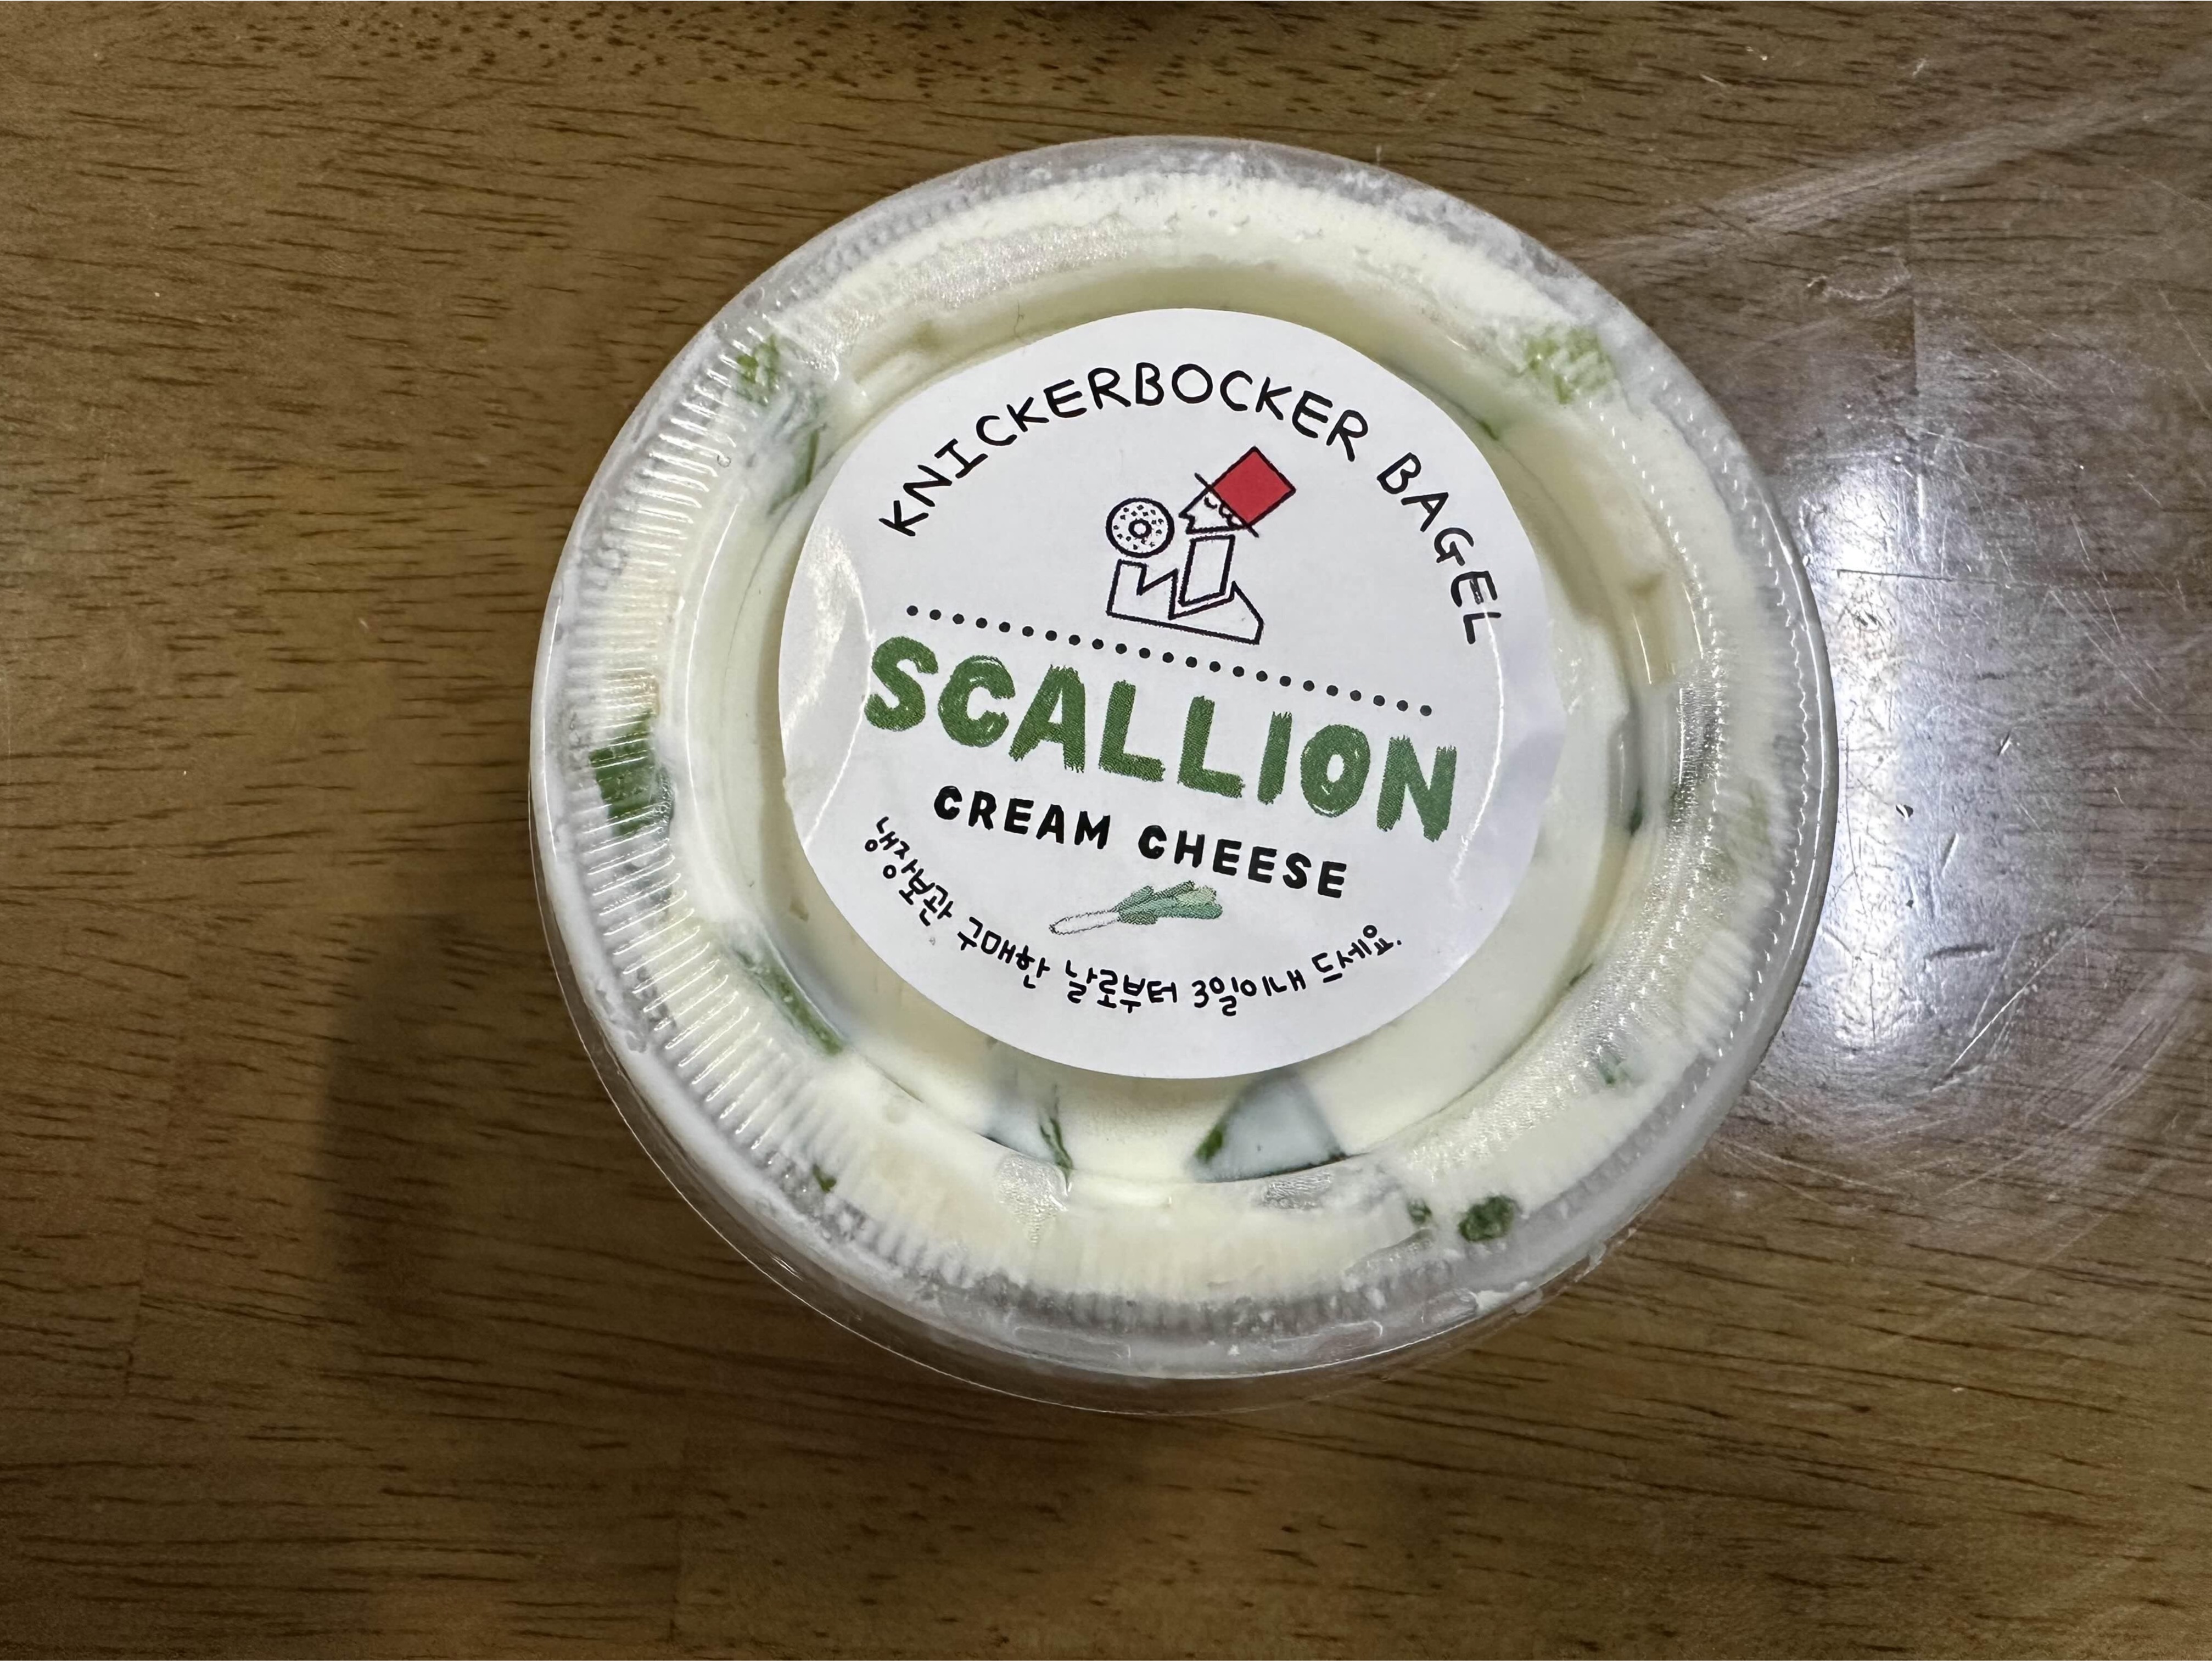 KNICKERBOCKER BAGEL
SCALLION
CREAM CHEESE
냉장보관 구매한 날로부터 3일이내 드세요.